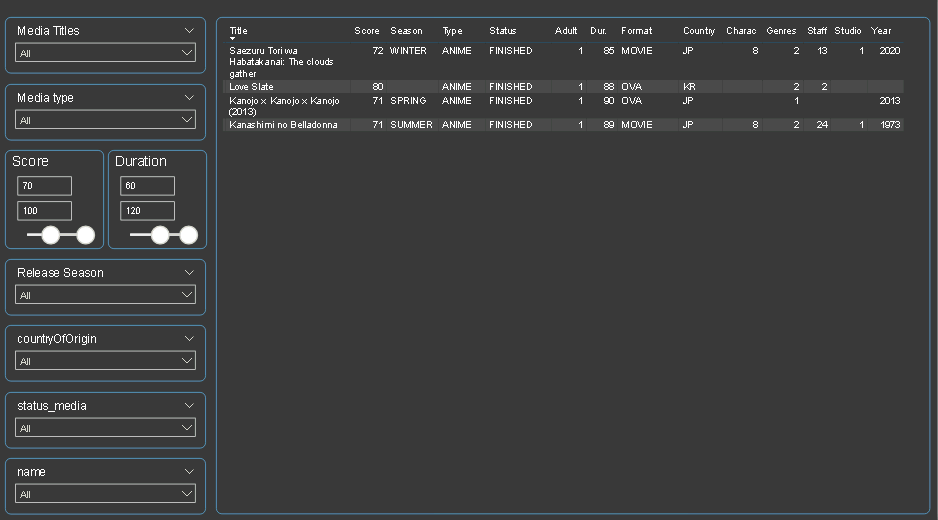 Media Titles
All
Media type
All
Score
Duration
70
60
100
120
Release Season
All
countryOfOrigin
All
status_media
All
name
All
Title Score Season Type Status Adult Dur. Format Country Charac Genres Staff Studio Year
Saezuru Tori wa 72 WINTER ANIME FINISHED 1 85 MOVIE JP 8 2 13 1 2020
Habatakanai: The clouds
gather
Love Slate 80 ANIME FINISHED 1 88 OVA KR 2 2
Kanojo x Kanojo x Kanojo 71 SPRING ANIME FINISHED 1 90 OVA JP 1 2013
(2013)
Kanashimi no Belladonna 71 SUMMER ANIME FINISHED 1 89 MOVIE JP 8 2 24 1 1973